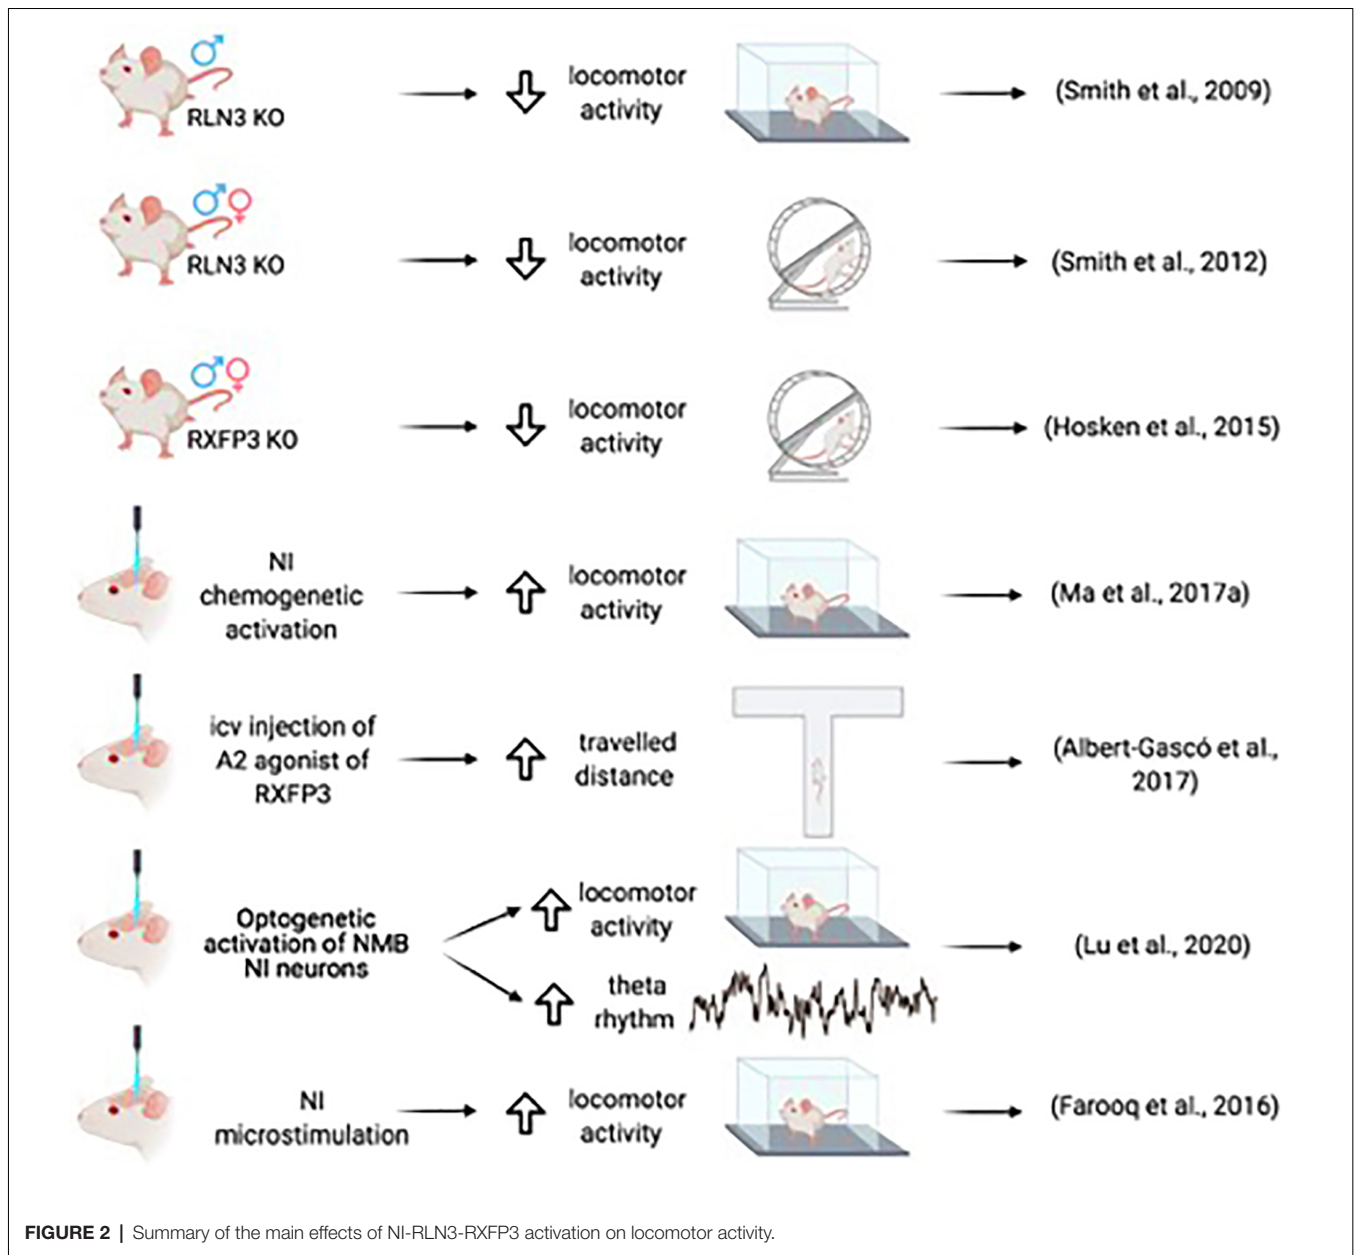 ♂
RLN3 KO
locomotor
activity
(Smith et al., 2009)
♂♀
RLN3 KO
locomotor
activity
(Smith et al., 2012)
♂♀
RXFP3 KO
locomotor
activity
(Hosken et al., 2015)
NI
chemogenetic
activation
locomotor
activity
(Ma et al., 2017a)
icv injection of
A2 agonist of
RXFP3
travelled
distance
(Albert-Gascó et al.,
2017)
Optogenetic
activation of NMB
NI neurons
locomotor
activity
theta
rhythm
(Lu et al., 2020)
NI
microstimulation
locomotor
activity
(Farooq et al., 2016)
FIGURE 2 | Summary of the main effects of NI-RLN3-RXFP3 activation on locomotor activity.